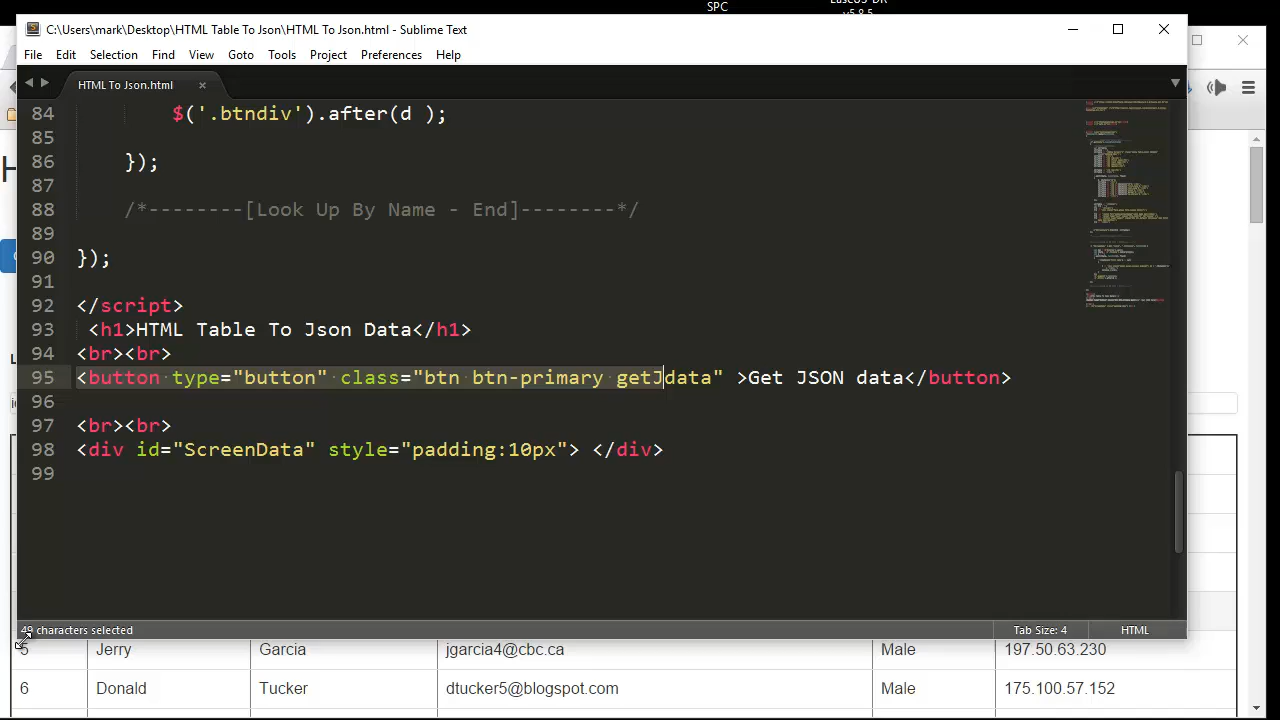 SPC
C:\Users\mark\Desktop\HTML Table To Json\HTML To Json.html - Sublime Text
File Edit Selection Find View Goto Tools Project Preferences Help
HTML To Json.html ×
84 $('.btndiv').after(d );
85
86 });
87
88 /*--------[Look Up By Name - End]--------*/
89
90 });
91
92 </script>
93 <h1>HTML Table To Json Data</h1>
94 <br><br>
95 <button type="button" class="btn btn-primary getJdata" >Get JSON data</button>
96
97 <br><br>
98 <div id="ScreenData" style="padding:10px"> </div>
99
49 characters selected Tab Size: 4 HTML
5 Jerry Garcia jgarcia4@cbc.ca Male 197.50.63.230
6 Donald Tucker dtucker5@blogspot.com Male 175.100.57.152